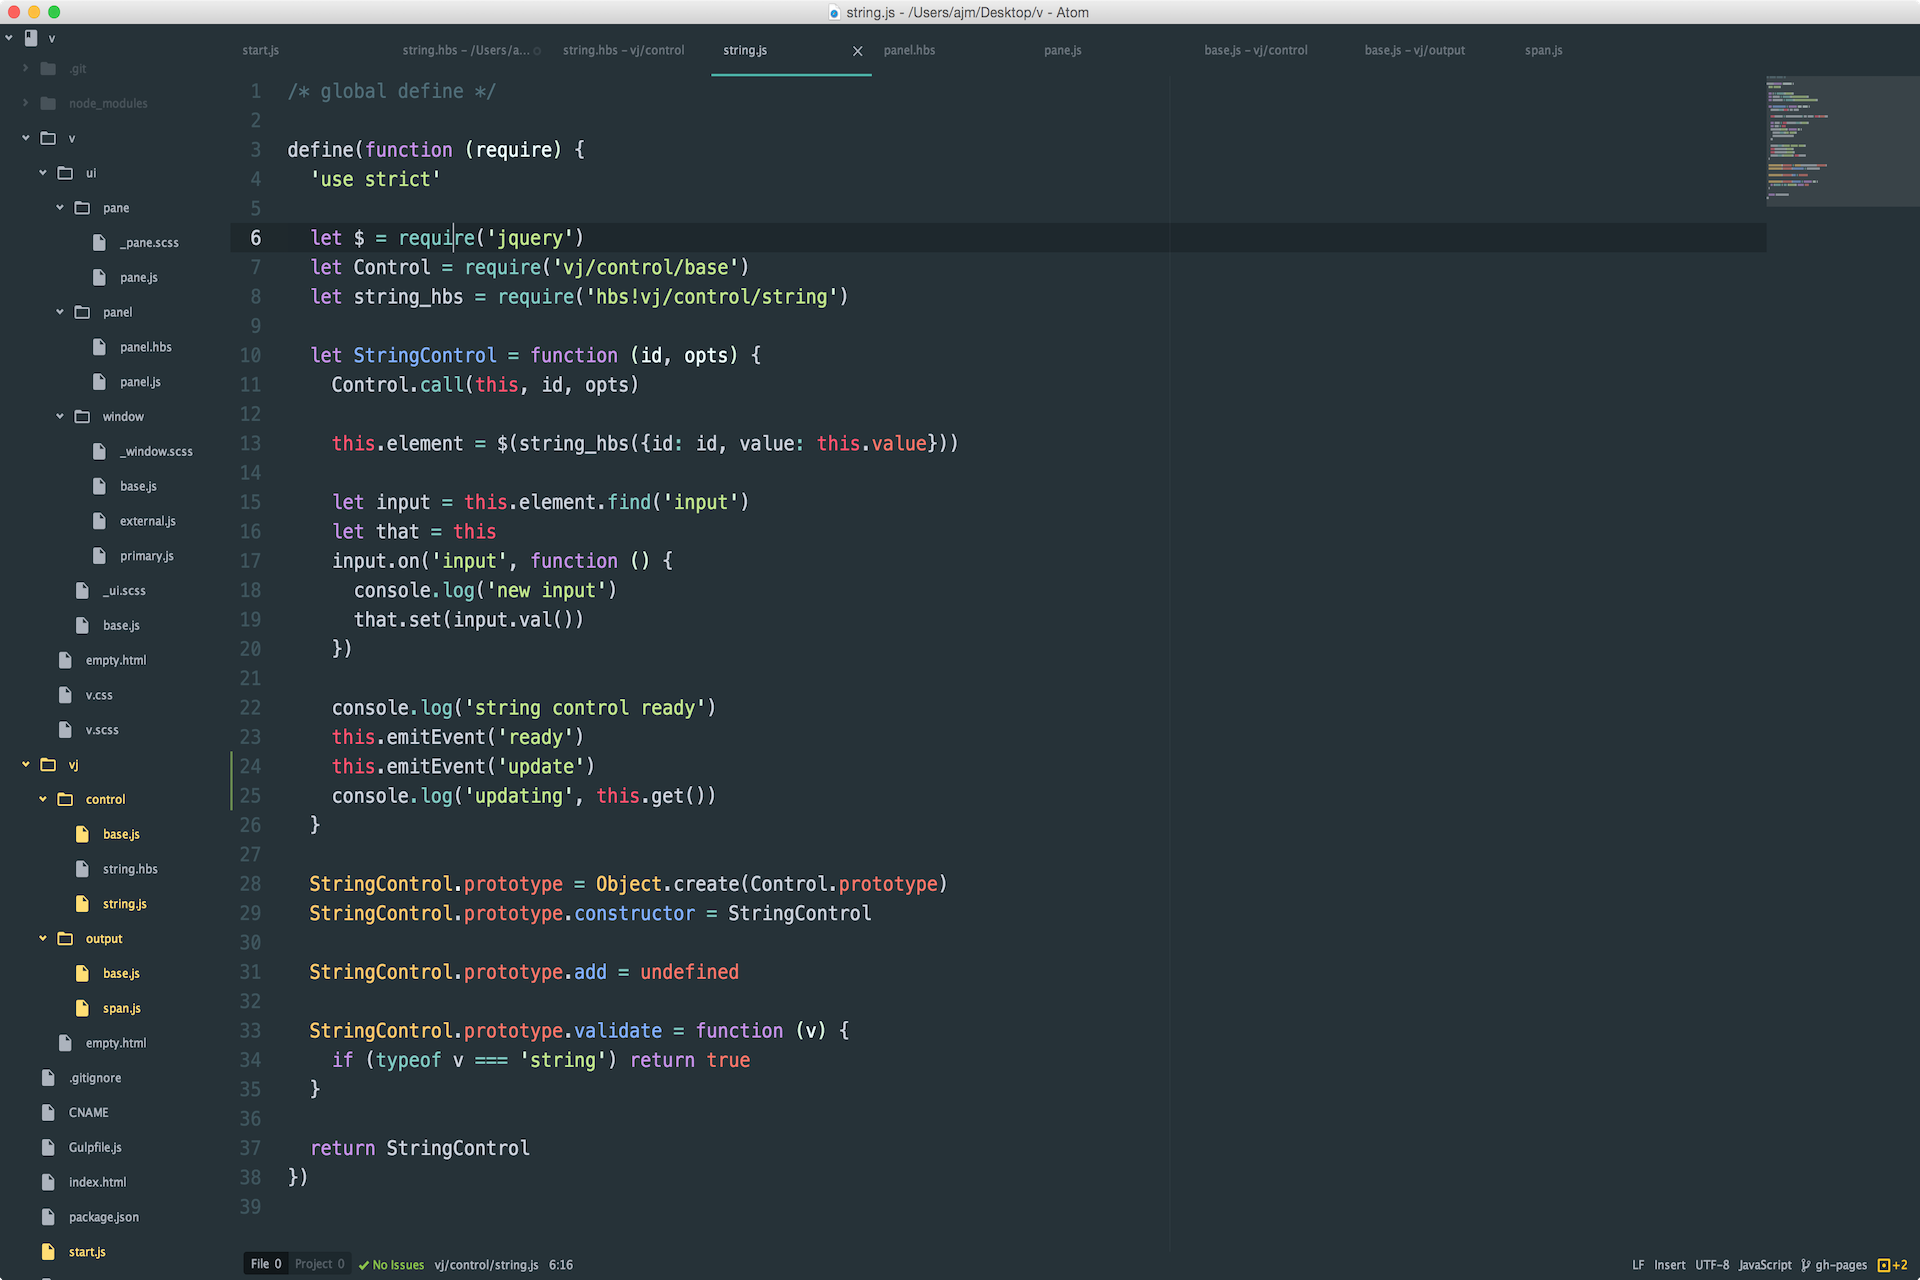 string.js - /Users/ajm/Desktop/v - Atom
v
.git
node_modules
v
ui
pane
_pane.scss
pane.js
panel
panel.hbs
panel.js
window
_window.scss
base.js
external.js
primary.js
_ui.scss
base.js
empty.html
v.css
v.scss
vj
control
base.js
string.hbs
string.js
output
base.js
span.js
empty.html
.gitignore
CNAME
Gulpfile.js
index.html
package.json
start.js
start.js string.hbs - /Users/a... string.hbs - vj/control string.js panel.hbs pane.js base.js - vj/control base.js - vj/output span.js
1 /* global define */
2
3 define(function (require) {
4 'use strict'
5
6 let $ = require('jquery')
7 let Control = require('vj/control/base')
8 let string_hbs = require('hbs!vj/control/string')
9
10 let StringControl = function (id, opts) {
11 Control.call(this, id, opts)
12
13 this.element = $(string_hbs({id: id, value: this.value}))
14
15 let input = this.element.find('input')
16 let that = this
17 input.on('input', function () {
18 console.log('new input')
19 that.set(input.val())
20 })
21
22 console.log('string control ready')
23 this.emitEvent('ready')
24 this.emitEvent('update')
25 console.log('updating', this.get())
26 }
27
28 StringControl.prototype = Object.create(Control.prototype)
29 StringControl.prototype.constructor = StringControl
30
31 StringControl.prototype.add = undefined
32
33 StringControl.prototype.validate = function (v) {
34 if (typeof v === 'string') return true
35 }
36
37 return StringControl
38 })
39
File 0 Project 0 No Issues vj/control/string.js 6:16 LF Insert UTF-8 JavaScript gh-pages +2